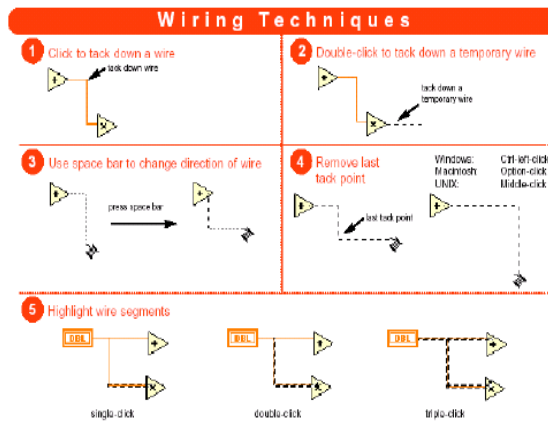 Wiring Techniques
1 Click to tack down a wire
tack down wire
+
x
2 Double-click to tack down a temporary wire
+
x
tack down a
temporary wire
3 Use space bar to change direction of wire
+
press space bar
+
4 Remove last
tack point
Windows: Ctrl-left-click
Macintosh: Option-click
UNIX: Middle-click
+
last tack point
+
5 Highlight wire segments
DBL
+
x
single-click
DBL
+
x
double-click
DBL
+
x
triple-click